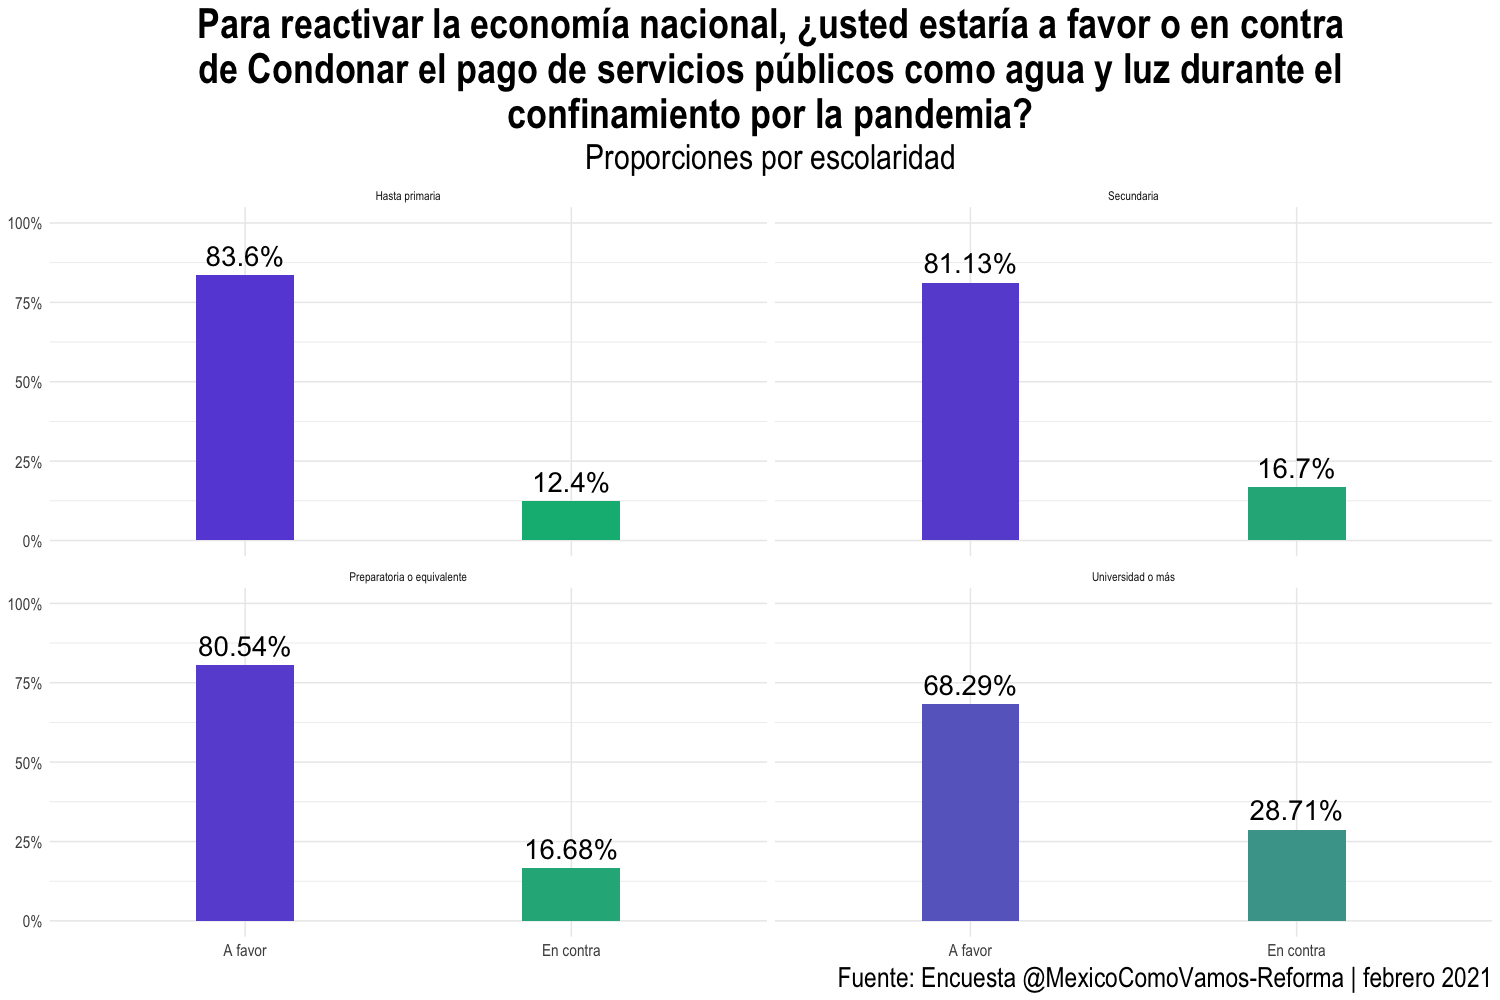 Para reactivar la economía nacional, ¿usted estaría a favor o en contra
de Condonar el pago de servicios públicos como agua y luz durante el
confinamiento por la pandemia?
Proporciones por escolaridad
Hasta primaria
100%
75%
50%
25%
0%
83.6%
12.4%
Secundaria
81.13%
16.7%
Preparatoria o equivalente
100%
75%
50%
25%
0%
80.54%
16.68%
A favor
En contra
Universidad o más
68.29%
28.71%
A favor
En contra
Fuente: Encuesta @MexicoComoVamos-Reforma | febrero 2021